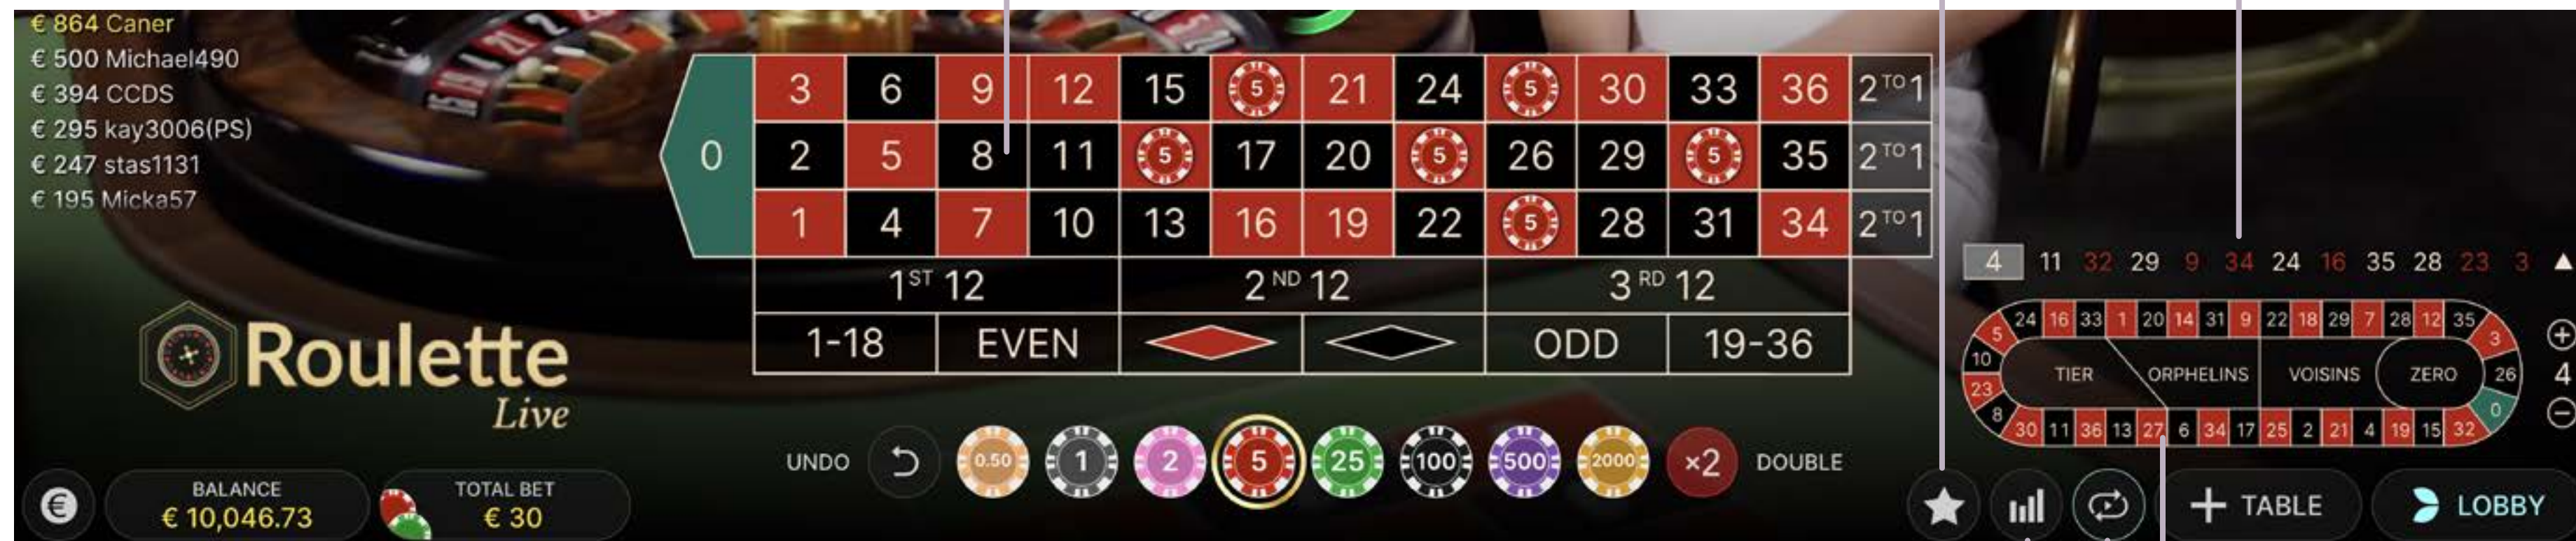 € 864 Caner
€ 500 Michael490
€ 394 CCDS
€ 295 kay3006(PS)
€ 247 stas1131
€ 195 Micka57
3 6 9 12 15 5 21 24 5 30 33 36 2 TO 1
0 2 5 8 11 5 17 20 5 26 29 5 35 2 TO 1
1 4 7 10 13 16 19 22 5 28 31 34 2 TO 1
1ST 12 2ND 12 3RD 12
1-18 EVEN ODD 19-36
4 11 32 29 9 34 24 16 35 28 23 3
24 16 33 1 20 14 31 9 22 18 29 7 28 12 35
5 3
10 TIER ORPHELINS VOISINS ZERO 26 4
23 0
8 30 11 36 13 27 6 34 17 25 2 21 4 19 15 32
Roulette
Live
UNDO 0.50 1 2 5 25 100 500 2000 ×2 DOUBLE
€ BALANCE
€ 10,046.73
TOTAL BET
€ 30
TABLE
LOBBY